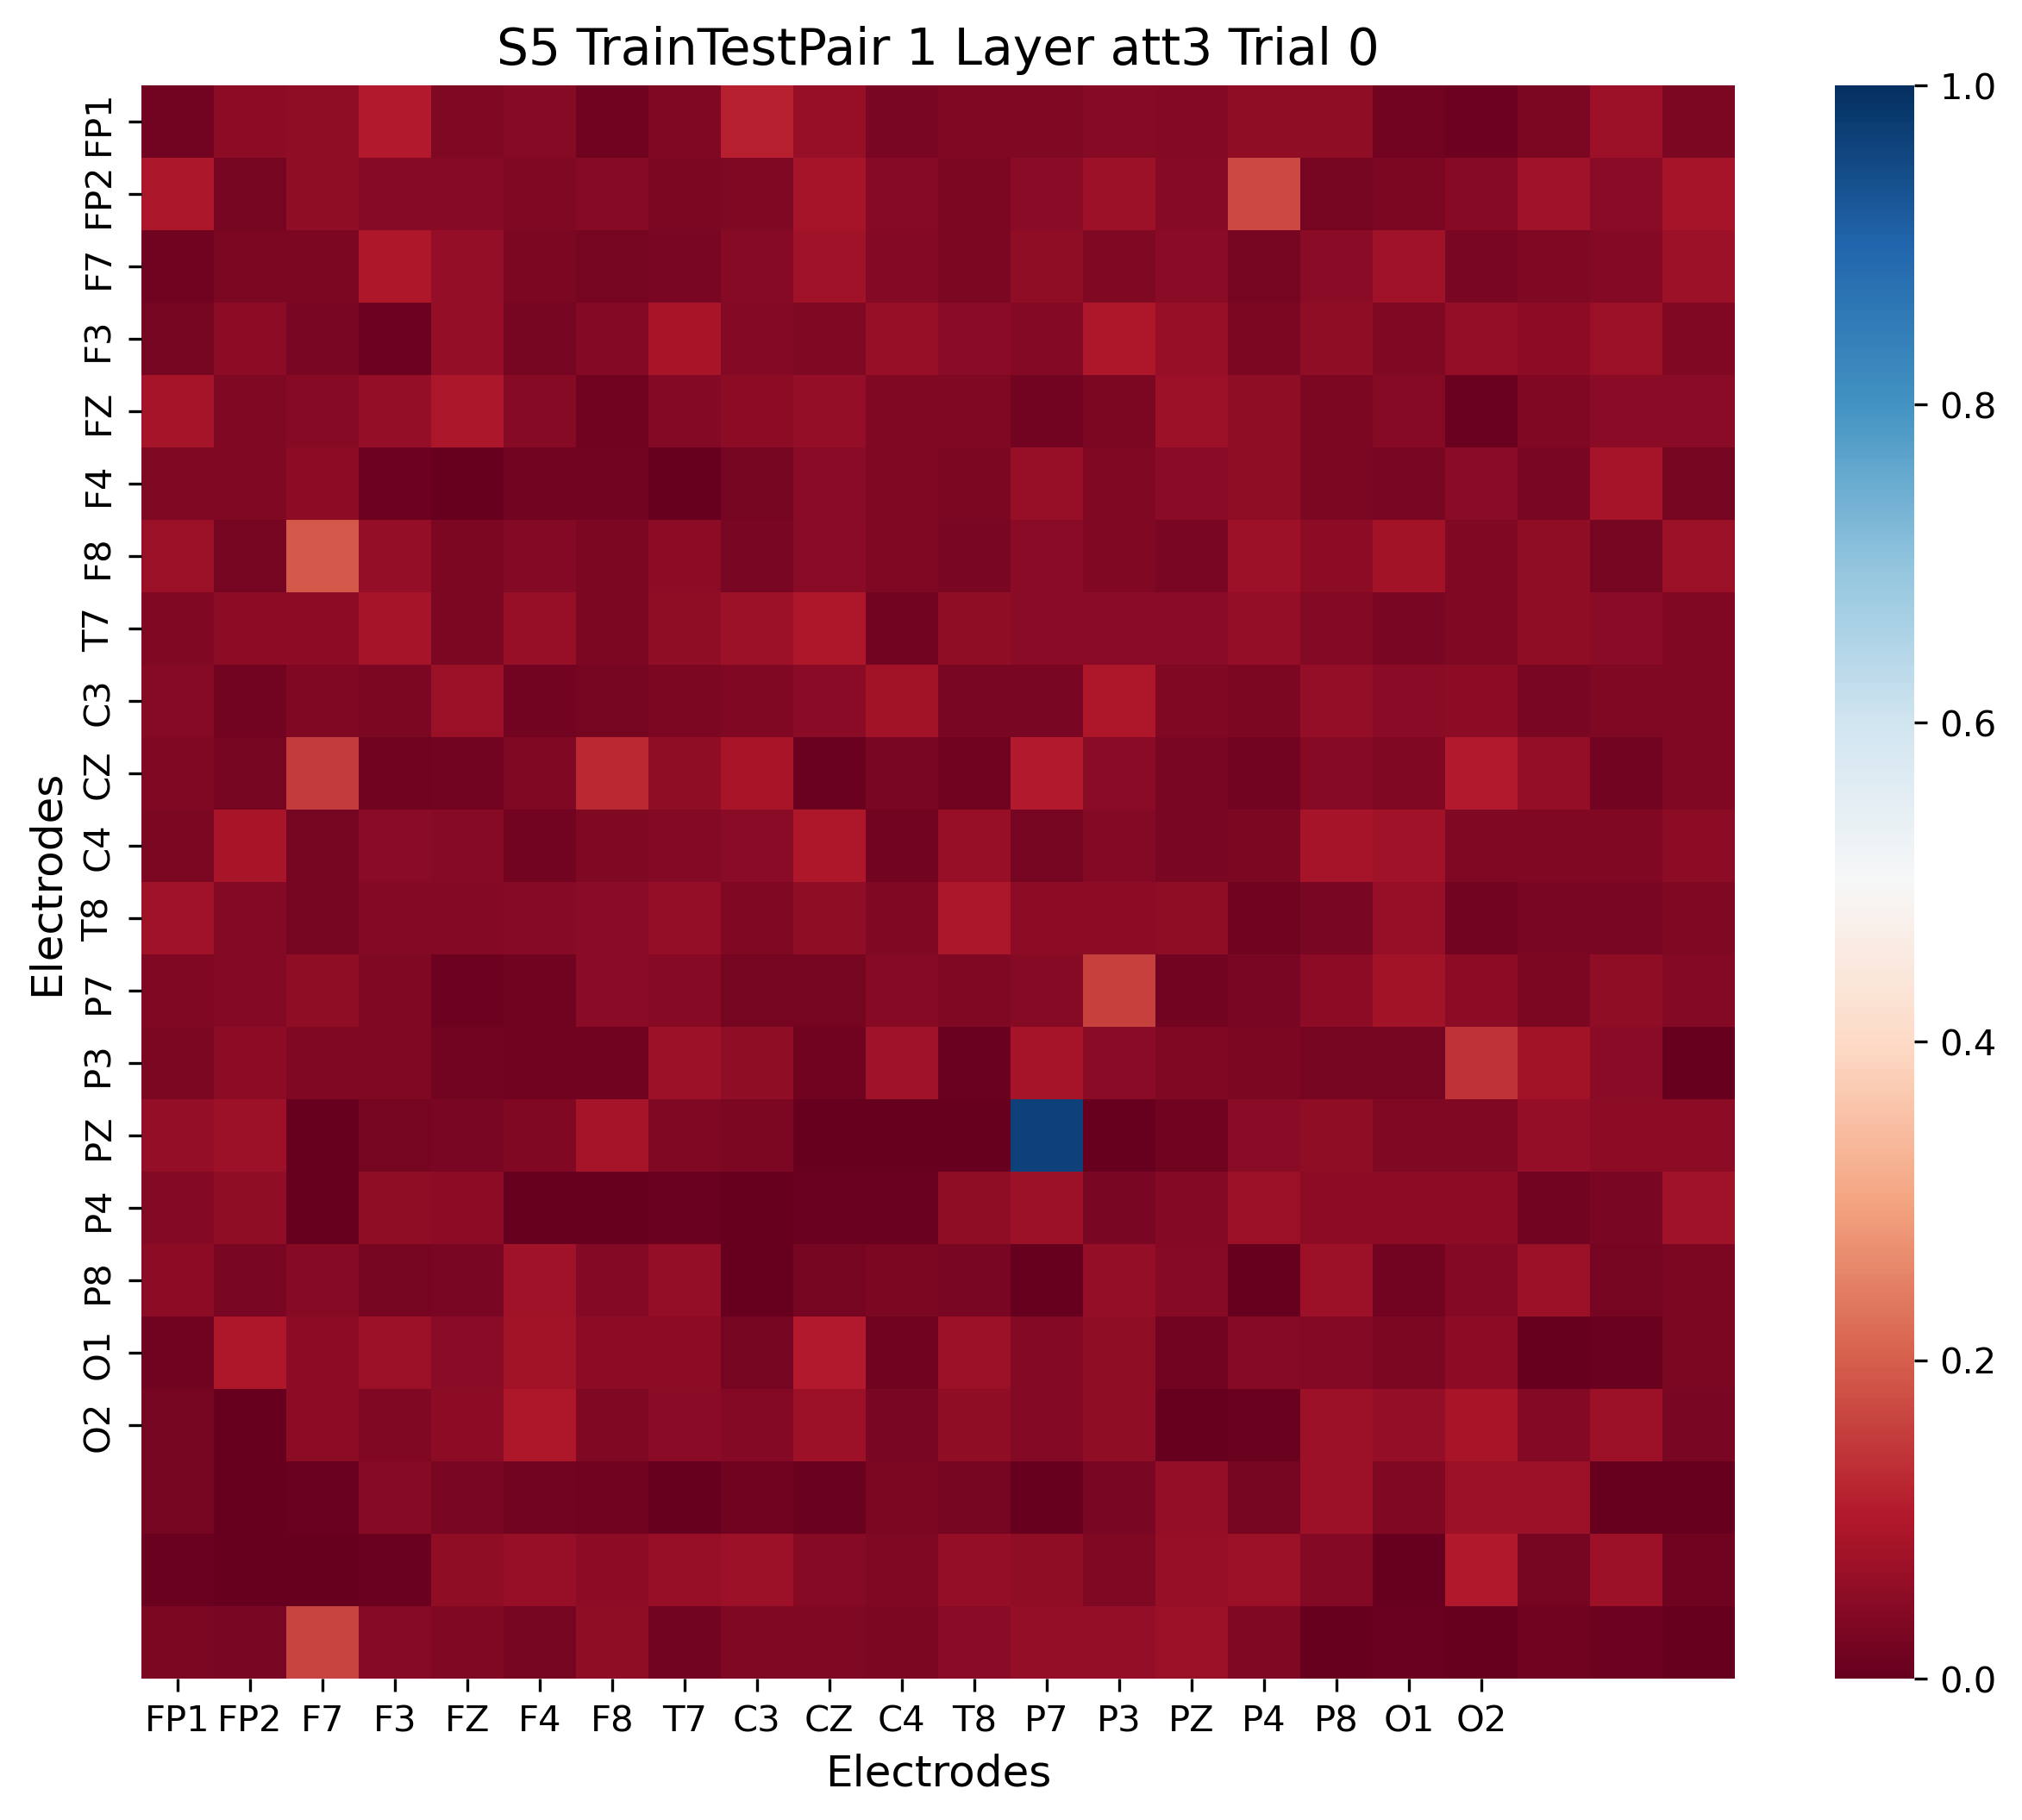 S5 TrainTestPair 1 Layer att3 Trial 0
Electrodes
FP1
FP2
F7
F3
FZ
F4
F8
T7
C3
CZ
C4
T8
P7
P3
PZ
P4
P8
O1
O2
FP1 FP2 F7 F3 FZ F4 F8 T7 C3 CZ C4 T8 P7 P3 PZ P4 P8 O1 O2
Electrodes
1.0
0.8
0.6
0.4
0.2
0.0